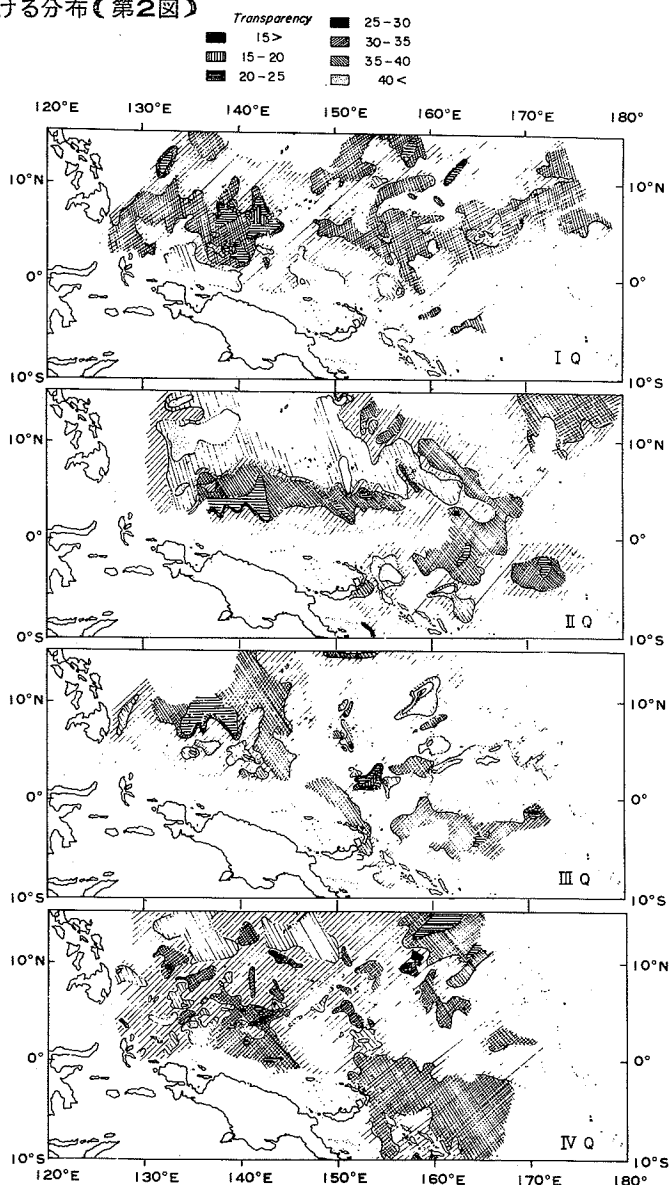 ける分布(第2図)
Transparency
15>
15-20
20-25
25-30
30-35
35-40
40<
120°E 130°E 140°E 150°E 160°E 170°E 180°
10°N 10°N
0° 0°
10°S I Q 10°S
10°N 10°N
0° 0°
0°S II Q 10°S
10°N 10°N
0° 0°
10°S III Q 10°S
10°N 10°N
0° 0°
10°S IV Q 10°S
120°E 130°E 140°E 150°E 160°E 170°E 180°